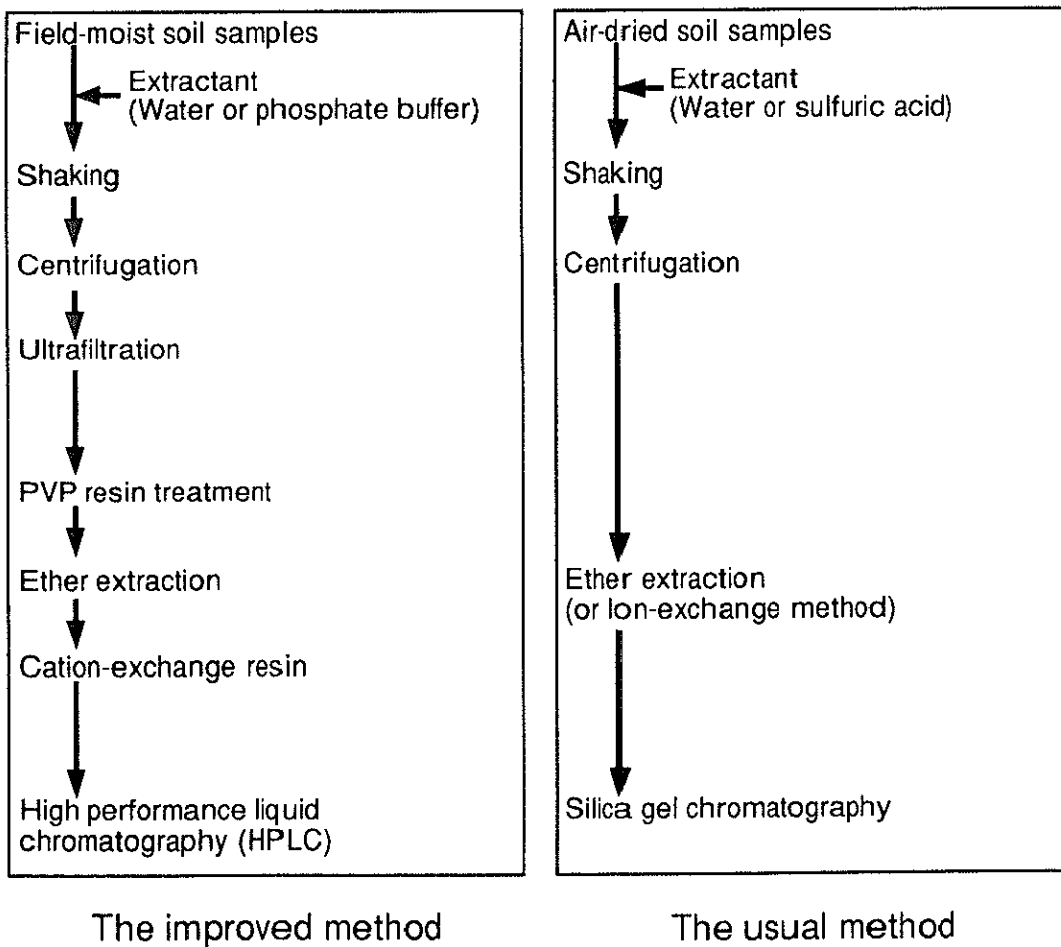 Field-moist soil samples
Extractant
(Water or phosphate buffer)
Shaking
Centrifugation
Ultrafiltration
PVP resin treatment
Ether extraction
Cation-exchange resin
High performance liquid
chromatography (HPLC)
The improved method
Air-dried soil samples
Extractant
(Water or sulfuric acid)
Shaking
Centrifugation
Ether extraction
(or Ion-exchange method)
Silica gel chromatography
The usual method